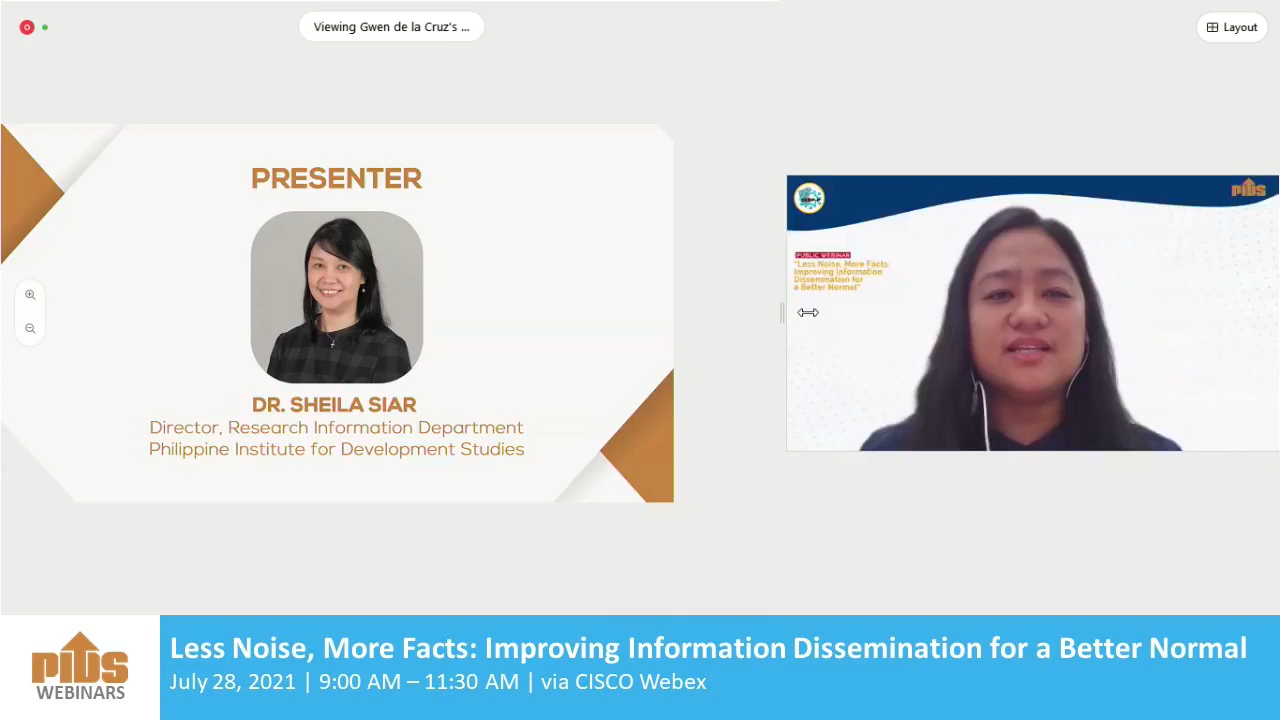 Viewing Gwen de la Cruz's ...
Layout
PRESENTER
DR. SHEILA SIAR
Director, Research Information Department
Philippine Institute for Development Studies
PIDS
PUBLIC WEBINAR
"Less Noise, More Facts:
Improving Information
Dissemination for
a Better Normal"
PIDS
WEBINARS
Less Noise, More Facts: Improving Information Dissemination for a Better Normal
July 28, 2021 | 9:00 AM – 11:30 AM | via CISCO Webex